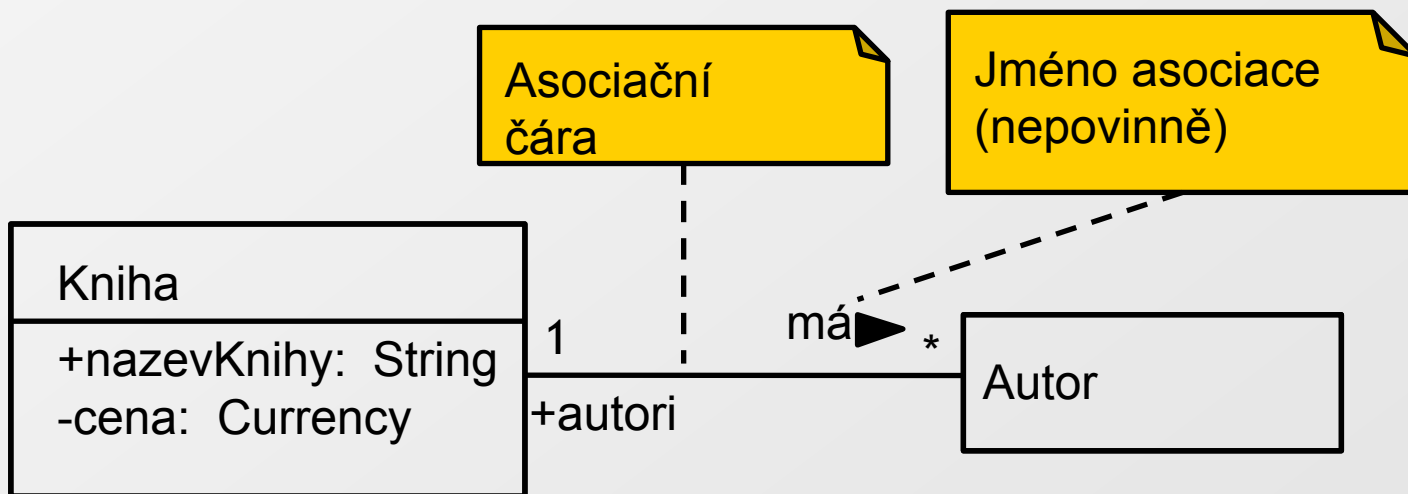 Asociační
čára
Jméno asociace
(nepovinně)
Kniha
+nazevKnihy: String
-cena: Currency
1
+autori
má
*
Autor